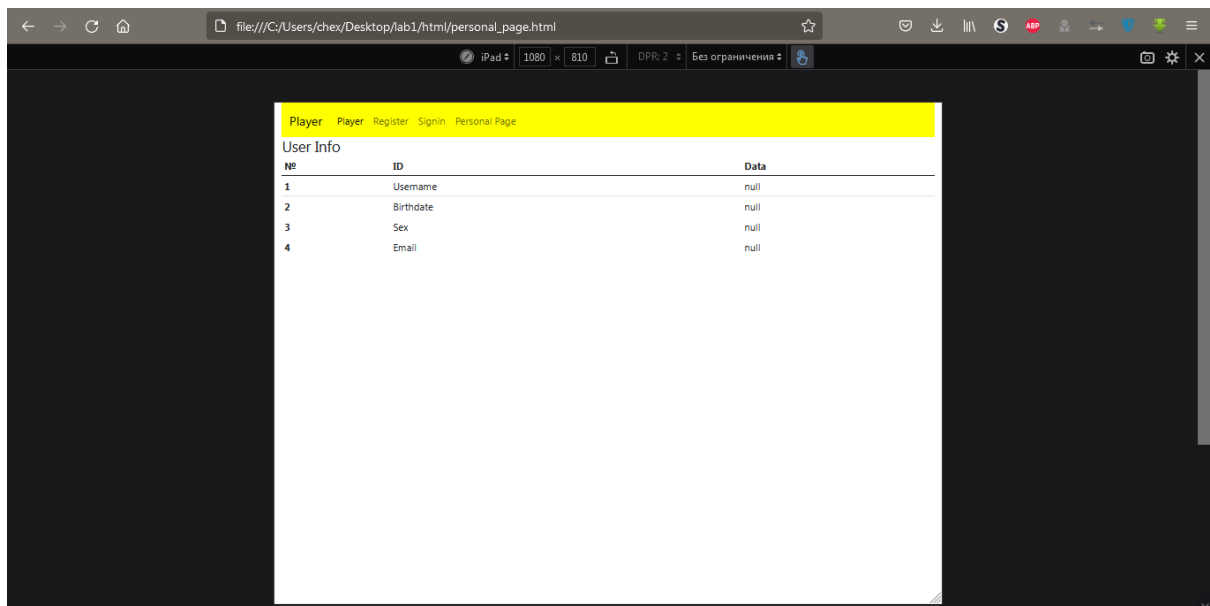 file:///C:/Users/chex/Desktop/lab1/html/personal_page.html
S ABP
iPad 1080 × 810 DPR: 2 Без ограничения
Player Player Register Signin Personal Page
User Info
№ ID Data
1 Username null
2 Birthdate null
3 Sex null
4 Email null